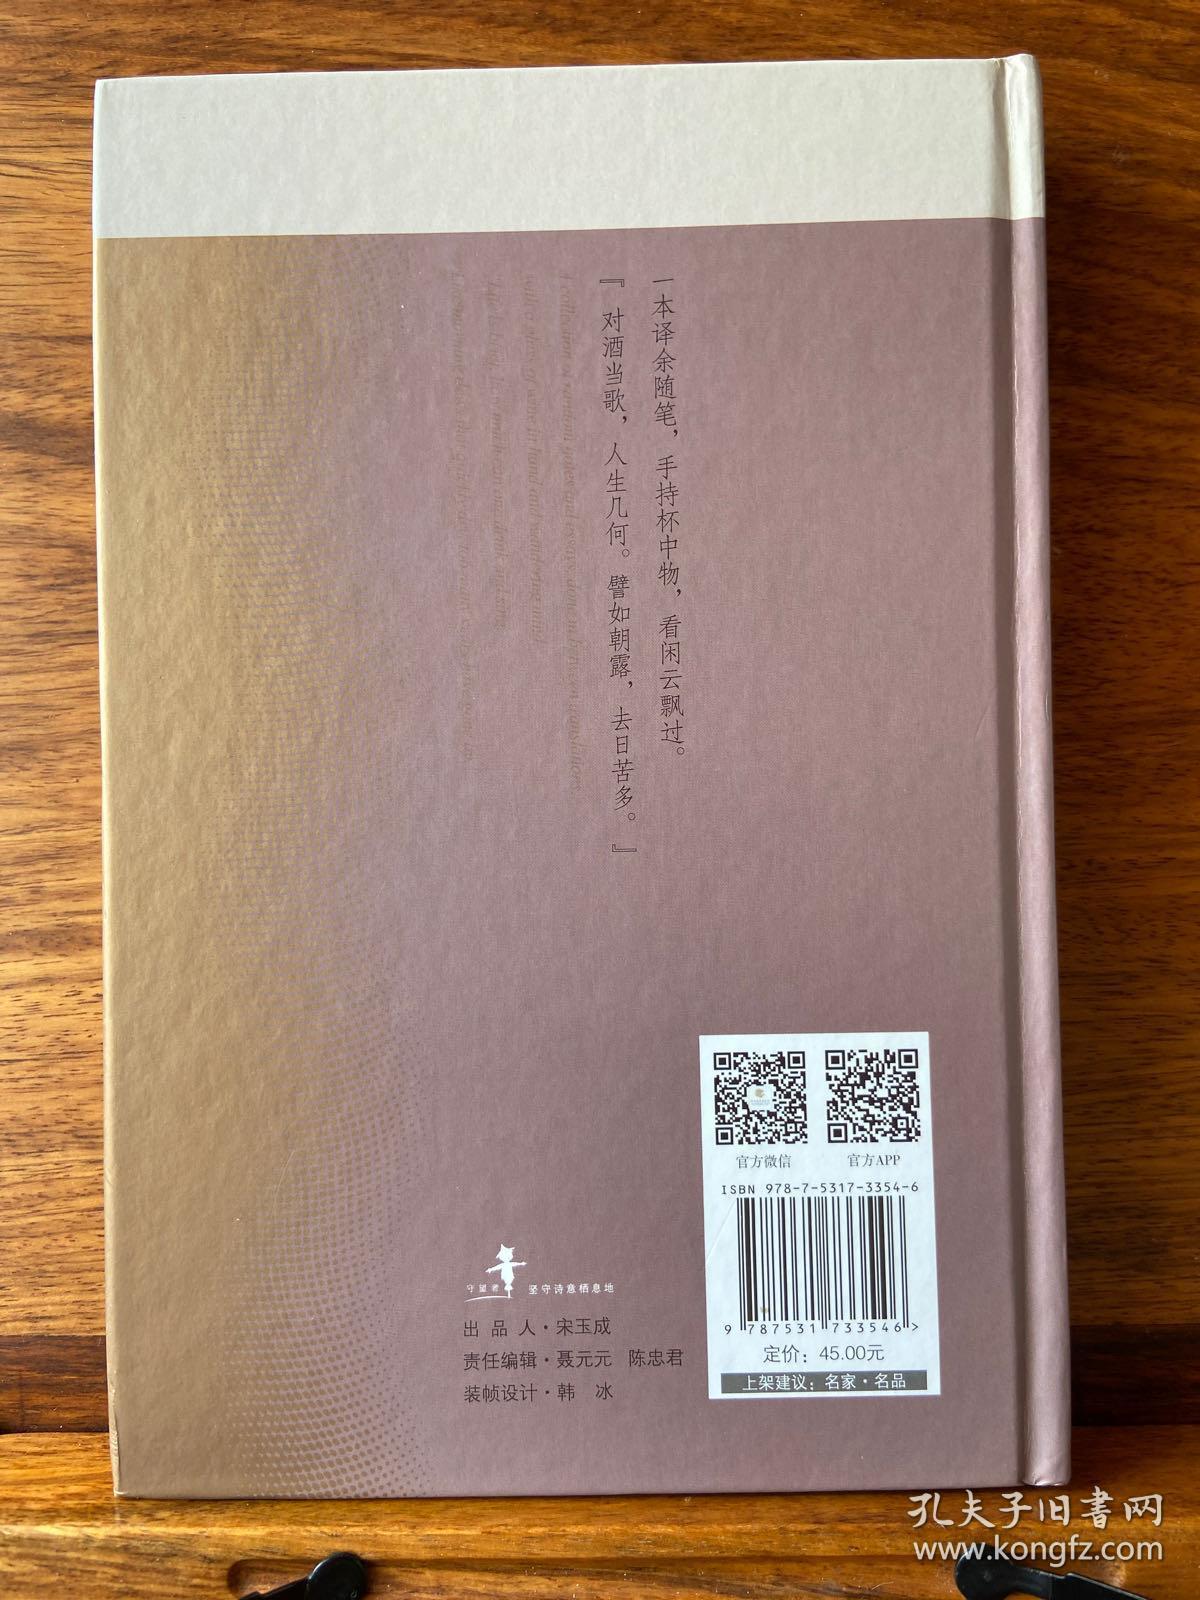 一本译余随笔，手持杯中物，看闲云飘过。
『对酒当歌，人生几何。譬如朝露，去日苦多。』
官方微信 官方APP
ISBN 978-7-5317-3354-6
9 787531 733546 >
定价：45.00元
上架建议：名家·名品
守望者 坚守诗意栖息地
出 品 人·宋玉成
责任编辑·聂元元 陈忠君
装帧设计·韩 冰
孔夫子旧书网
www.kongfz.com